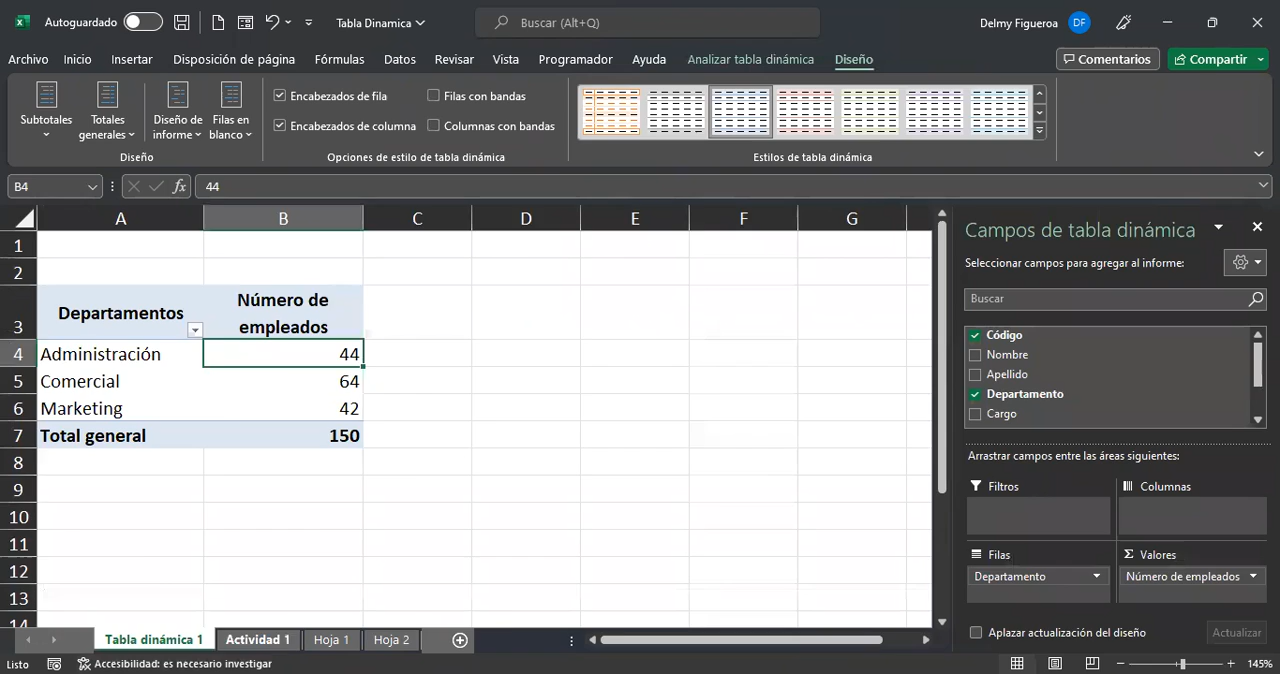 Autoguardado
Tabla Dinamica
Buscar (Alt+Q)
Delmy Figueroa
DF
Archivo Inicio Insertar Disposición de página Fórmulas Datos Revisar Vista Programador Ayuda Analizar tabla dinámica Diseño
Comentarios
Compartir
Subtotales
Totales generales
Diseño de informe
Filas en blanco
Diseño
Encabezados de fila
Filas con bandas
Encabezados de columna
Columnas con bandas
Opciones de estilo de tabla dinámica
Estilos de tabla dinámica
B4
fx
44
A B C D E F G
1
2
3 Departamentos Número de empleados
4 Administración 44
5 Comercial 64
6 Marketing 42
7 Total general 150
8
9
10
11
12
13
14
Campos de tabla dinámica
Seleccionar campos para agregar al informe:
Buscar
Código
Nombre
Apellido
Departamento
Cargo
Arrastrar campos entre las áreas siguientes:
Filtros
Columnas
Filas
Σ Valores
Departamento
Número de empleados
Aplazar actualización del diseño
Actualizar
Tabla dinámica 1 Actividad 1 Hoja 1 Hoja 2
Listo
Accesibilidad: es necesario investigar
145%